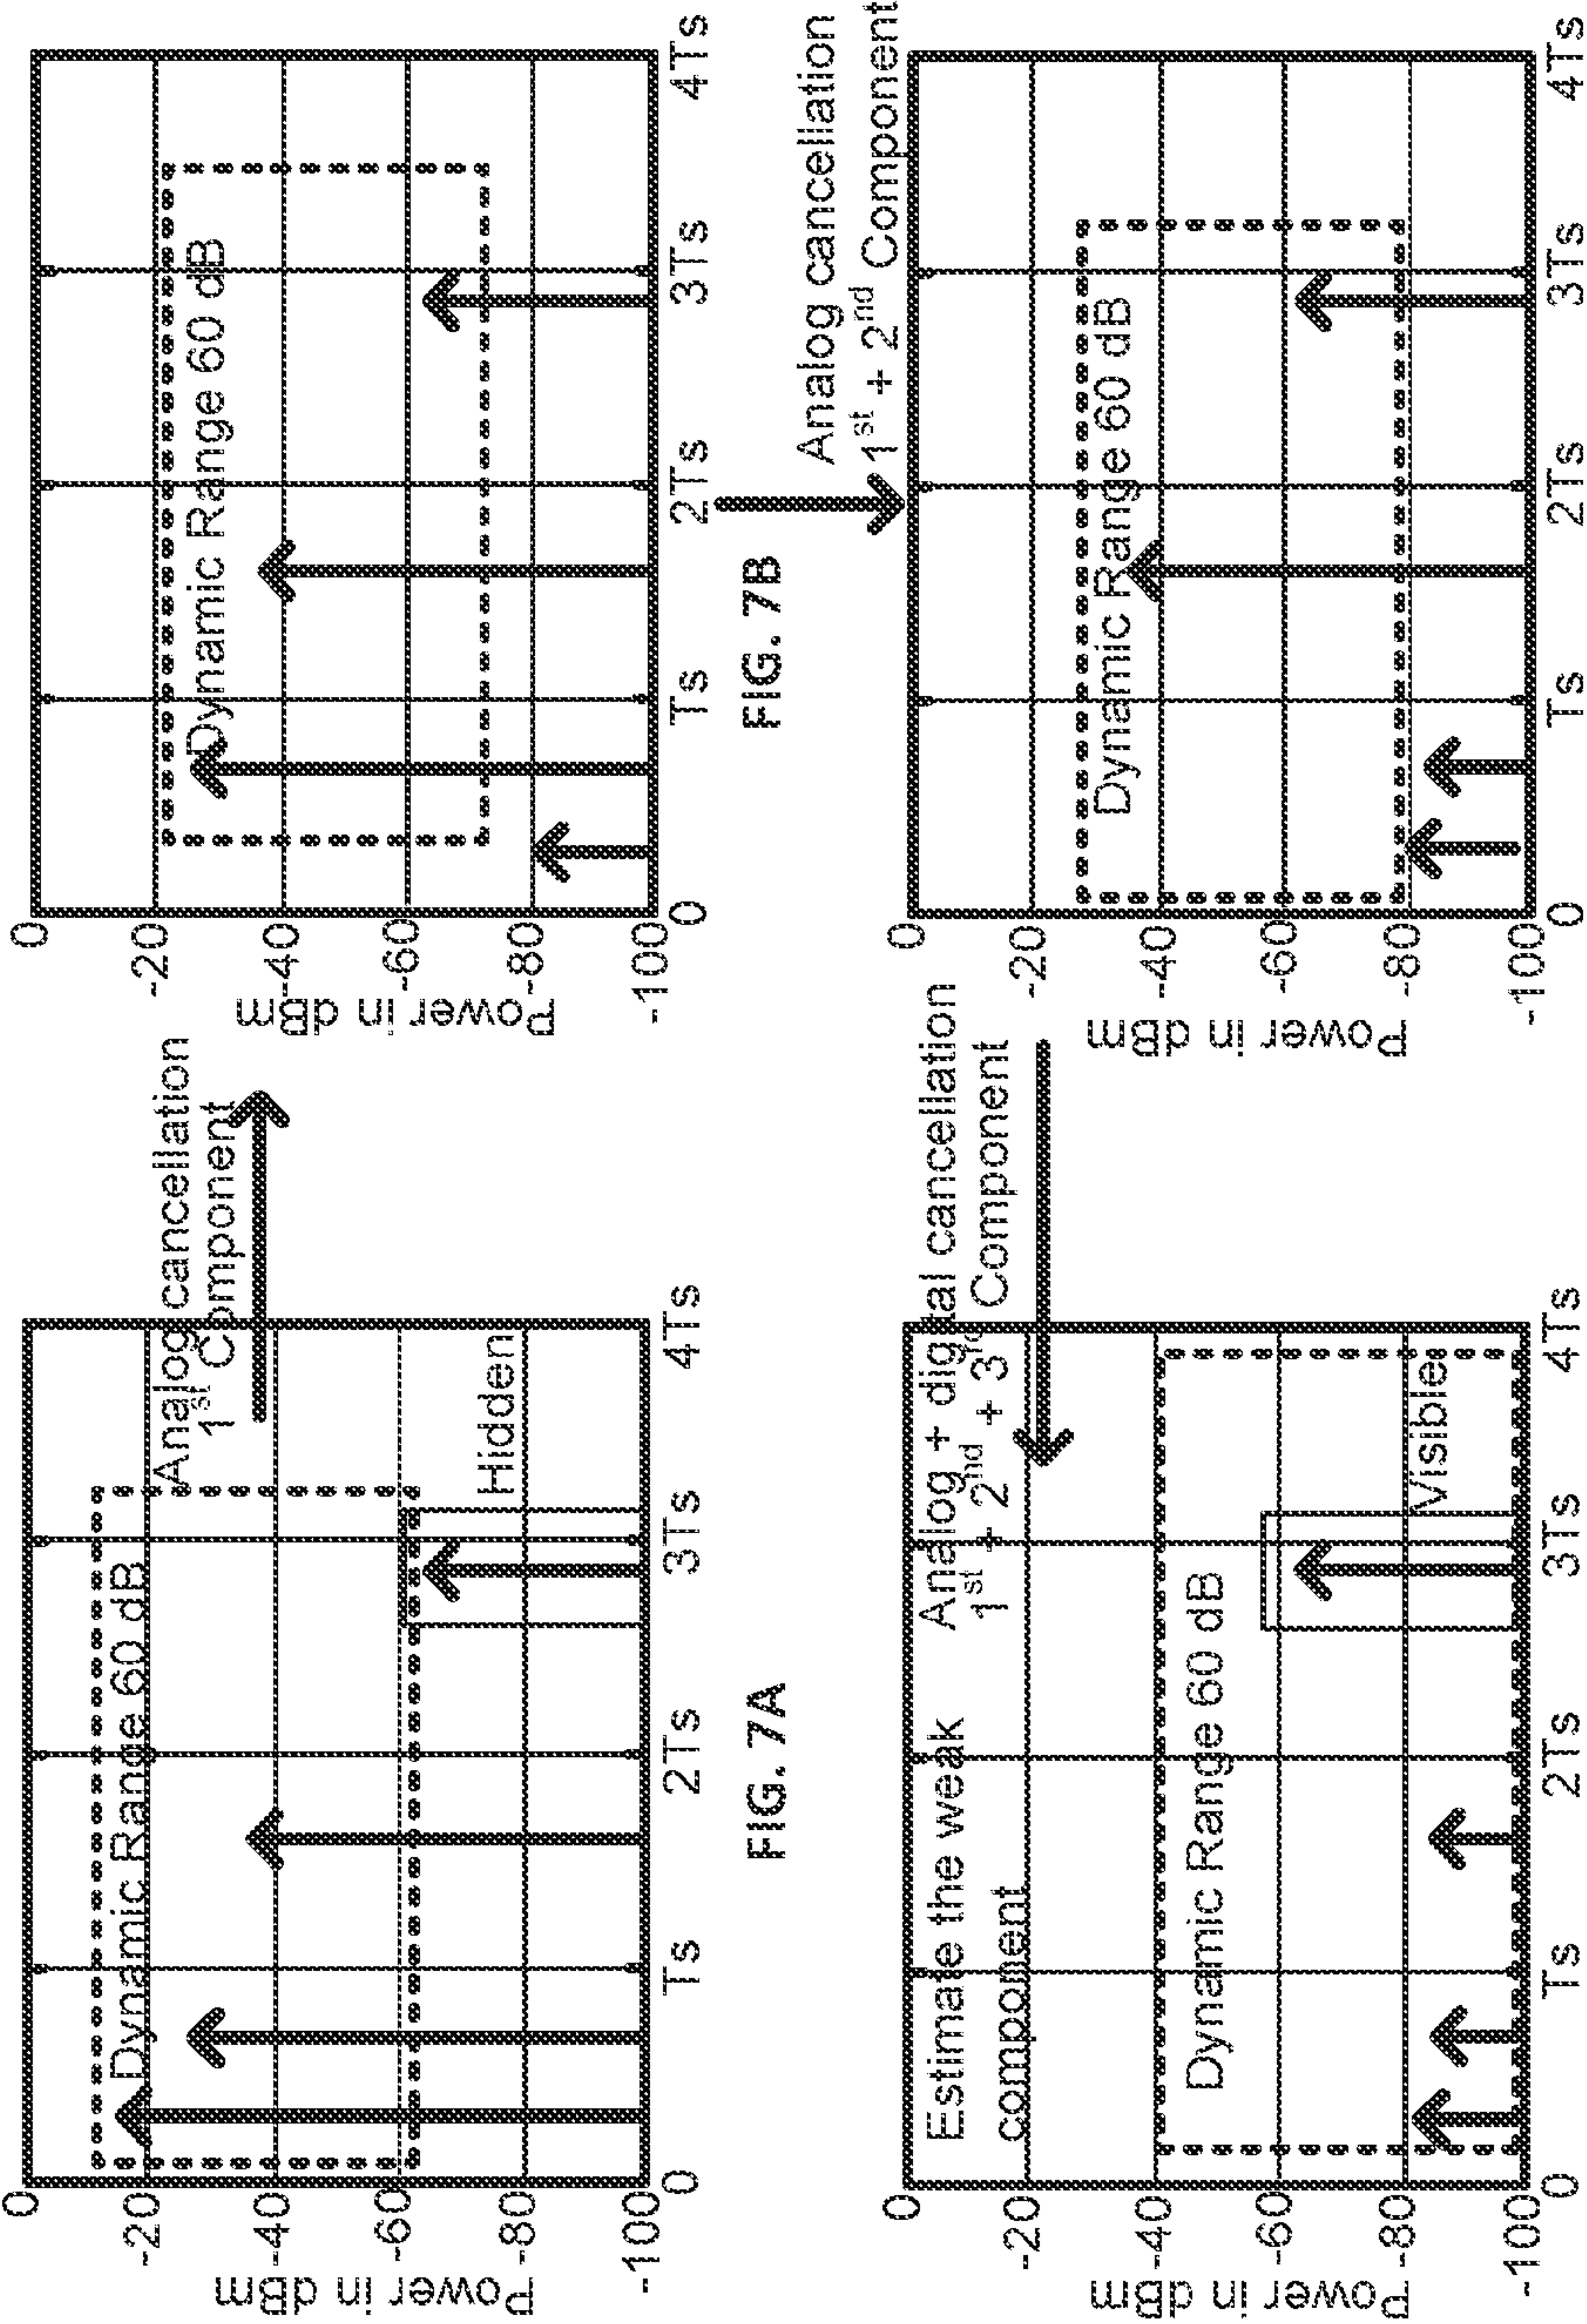 0
-20
-40
-60
-80
-100
Power in dBm
Dynamic Range 60 dB
Hidden
0
Ts
2Ts
3Ts
4Ts
FIG. 7A
Analog cancellation
1st Component
0
-20
-40
-60
-80
-100
Power in dBm
Dynamic Range 60 dB
0
Ts
2Ts
3Ts
4Ts
FIG. 7B
Analog cancellation
1st + 2nd Component
0
-20
-40
-60
-80
-100
Power in dBm
Estimate the weak
component
Dynamic Range 60 dB
Visible
0
Ts
2Ts
3Ts
4Ts
Analog + digital cancellation
1st + 2nd + 3rd Component
0
-20
-40
-60
-80
-100
Power in dBm
Dynamic Range 60 dB
0
Ts
2Ts
3Ts
4Ts